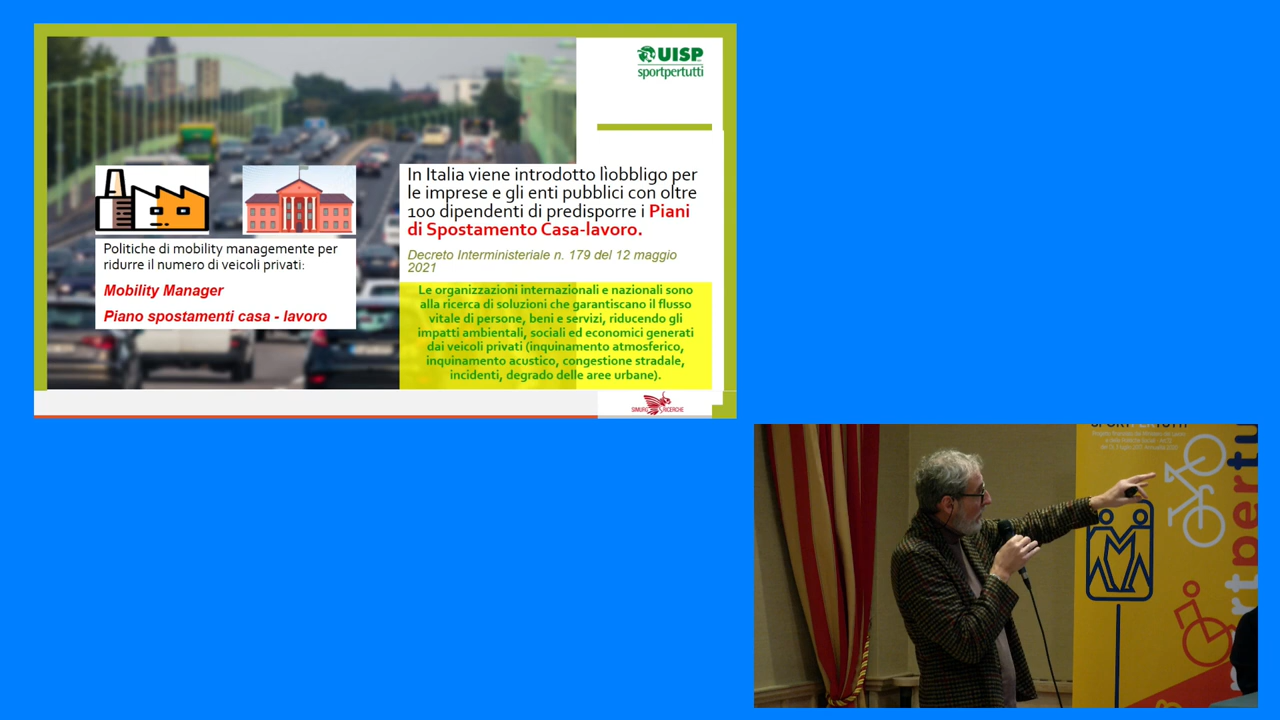 UISP
sportpertutti
In Italia viene introdotto lìobbligo per
le imprese e gli enti pubblici con oltre
100 dipendenti di predisporre i Piani
di Spostamento Casa-lavoro.
Decreto Interministeriale n. 179 del 12 maggio
2021
Politiche di mobility managemente per
ridurre il numero di veicoli privati:
Mobility Manager
Piano spostamenti casa - lavoro
Le organizzazioni internazionali e nazionali sono
alla ricerca di soluzioni che garantiscano il flusso
vitale di persone, beni e servizi, riducendo gli
impatti ambientali, sociali ed economici generati
dai veicoli privati (inquinamento atmosferico,
inquinamento acustico, congestione stradale,
incidenti, degrado delle aree urbane).
SIMURG RICERCHE
SPORTPERTUTTI
rtpertu